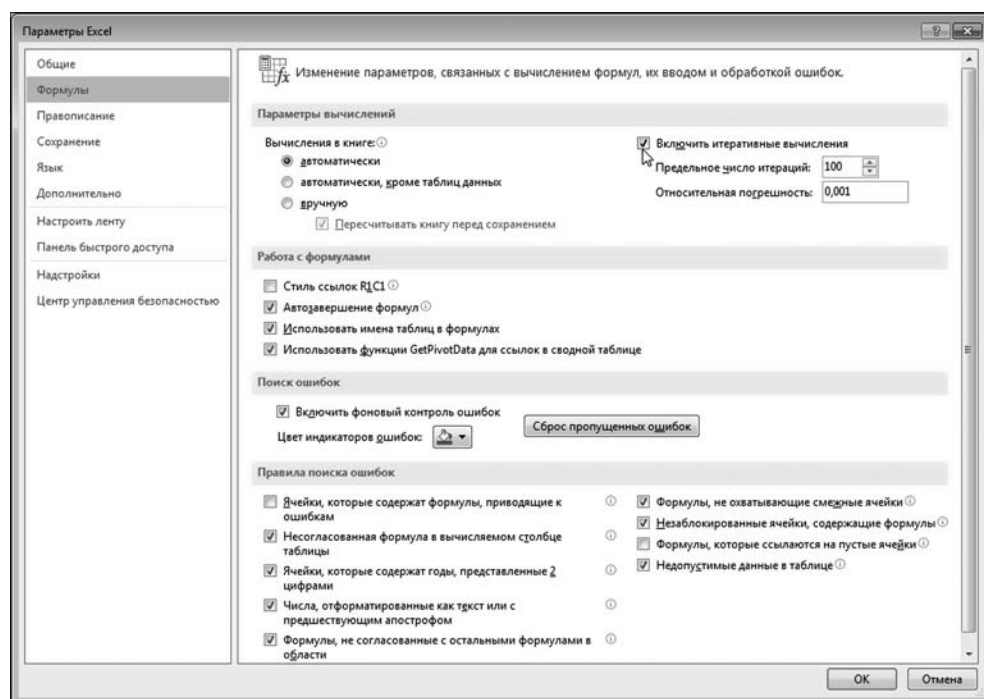 Параметры Excel
Общие
Формулы
Правописание
Сохранение
Язык
Дополнительно
Настроить ленту
Панель быстрого доступа
Надстройки
Центр управления безопасностью
Изменение параметров, связанных с вычислением формул, их вводом и обработкой ошибок.
Параметры вычислений
Вычисления в книге:
автоматически
автоматически, кроме таблиц данных
вручную
Пересчитывать книгу перед сохранением
Включить итеративные вычисления
Предельное число итераций: 100
Относительная погрешность: 0,001
Работа с формулами
Стиль ссылок R1C1
Автозавершение формул
Использовать имена таблиц в формулах
Использовать функции GetPivotData для ссылок в сводной таблице
Поиск ошибок
Включить фоновый контроль ошибок
Цвет индикаторов ошибок:
Сброс пропущенных ошибок
Правила поиска ошибок
Ячейки, которые содержат формулы, приводящие к
ошибкам
Несогласованная формула в вычисляемом столбце
таблицы
Ячейки, которые содержат годы, представленные 2
цифрами
Числа, отформатированные как текст или с
предшествующим апострофом
Формулы, не согласованные с остальными формулами в
области
Формулы, не охватывающие смежные ячейки
Незаблокированные ячейки, содержащие формулы
Формулы, которые ссылаются на пустые ячейки
Недопустимые данные в таблице
ОК
Отмена